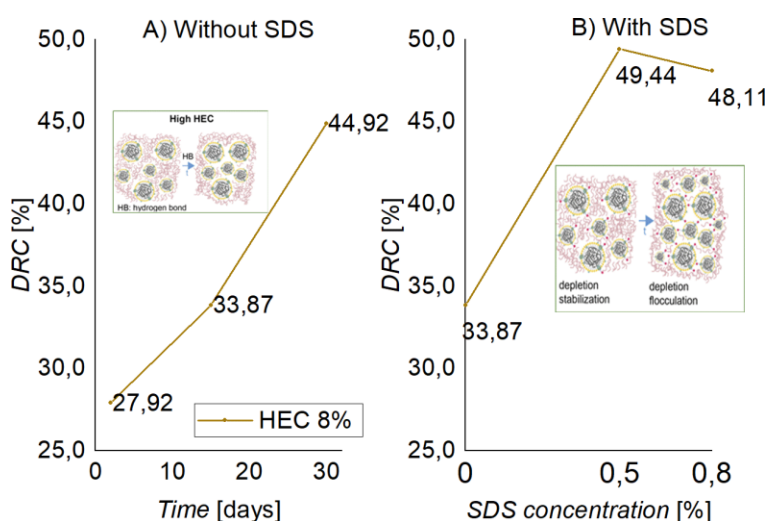 A) Without SDS
50,0
45,0
40,0
35,0
30,0
25,0
DRC [%]
High HEC
HB
t
HB: hydrogen bond
44,92
33,87
27,92
HEC 8%
0
10
20
30
Time [days]
B) With SDS
50,0
45,0
40,0
35,0
30,0
25,0
DRC [%]
49,44
48,11
33,87
t
depletion
stabilization
depletion
flocculation
0
0,5
0,8
SDS concentration [%]